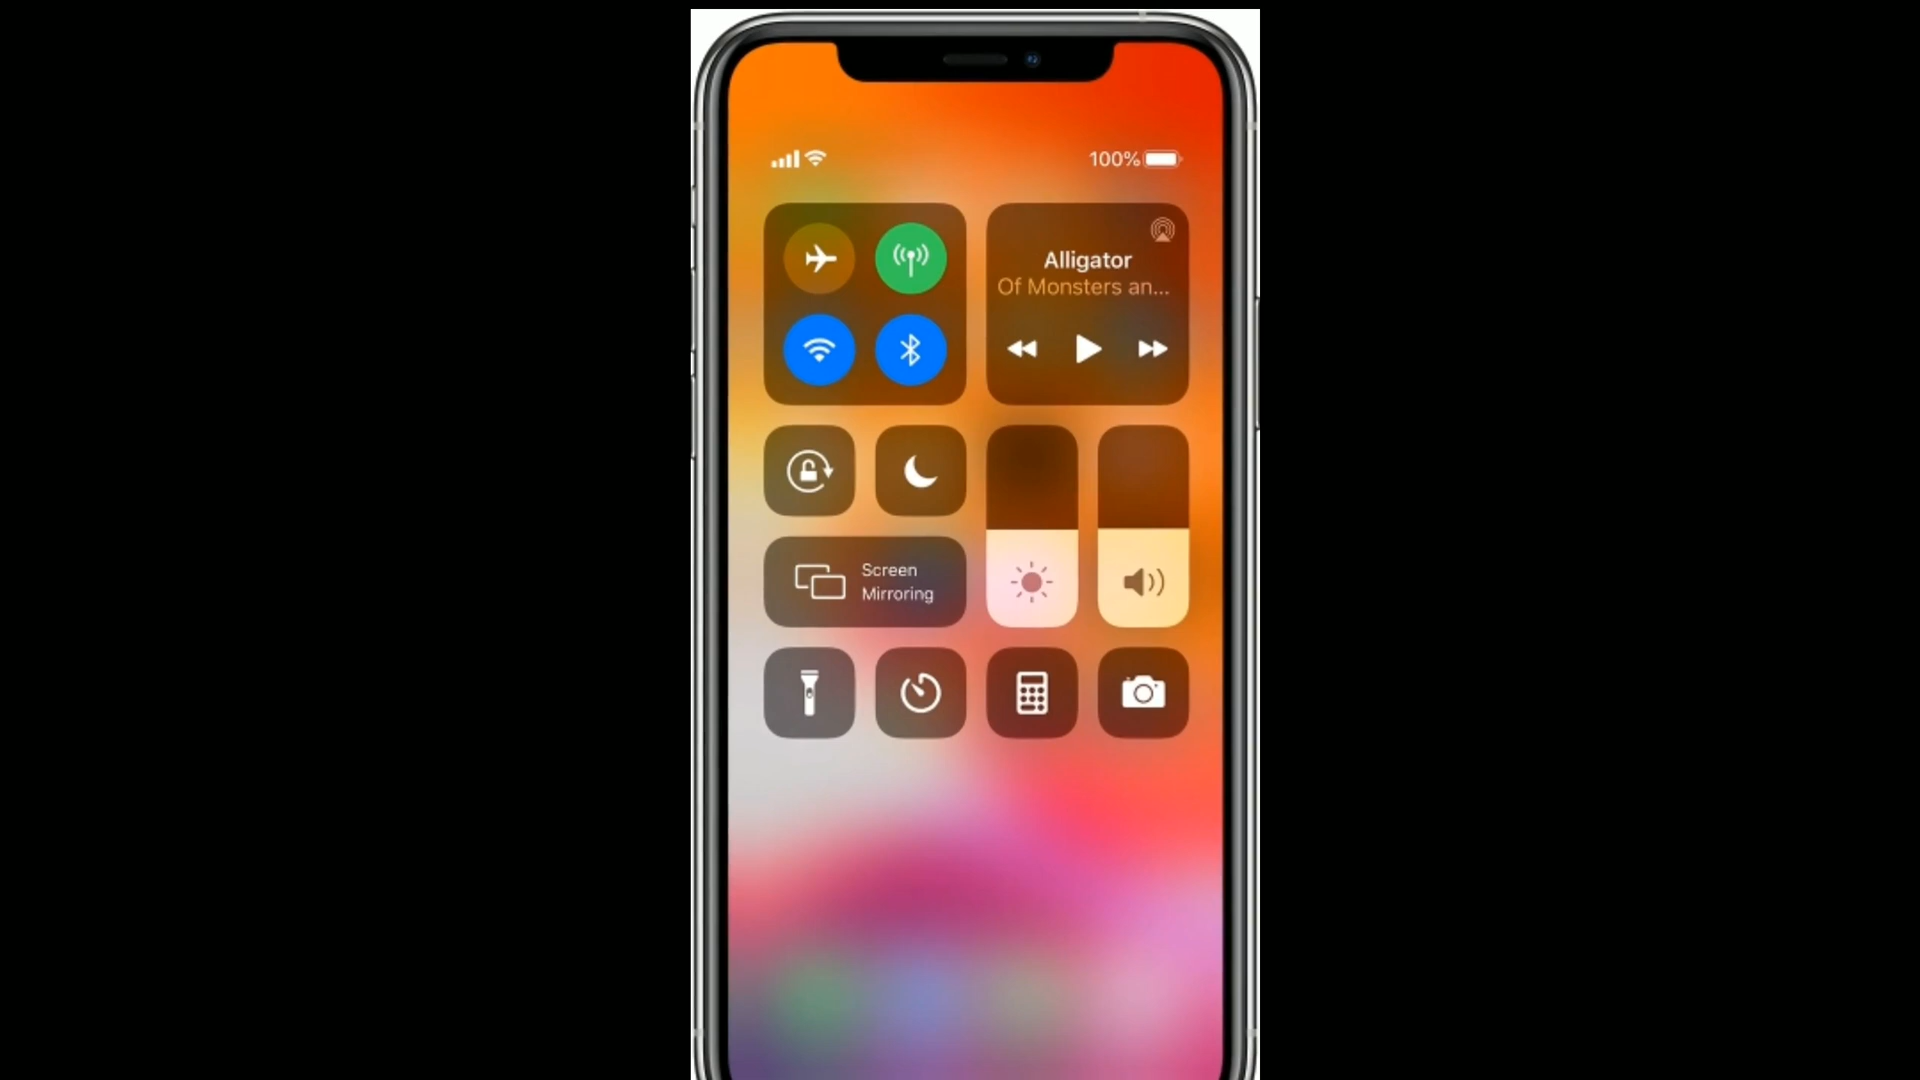 100%
Alligator
Of Monsters an...
Screen
Mirroring